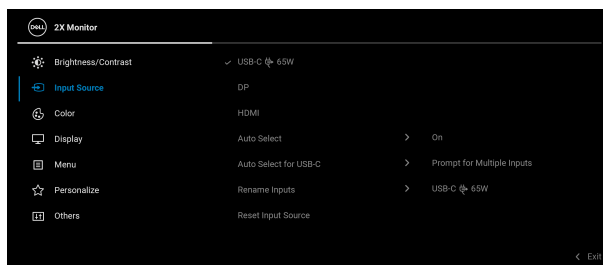 DELL 2X Monitor
Brightness/Contrast USB-C 65W
Input Source DP
Color HDMI
Display Auto Select On
Menu Auto Select for USB-C Prompt for Multiple Inputs
Personalize Rename Inputs USB-C 65W
Others Reset Input Source
Exit